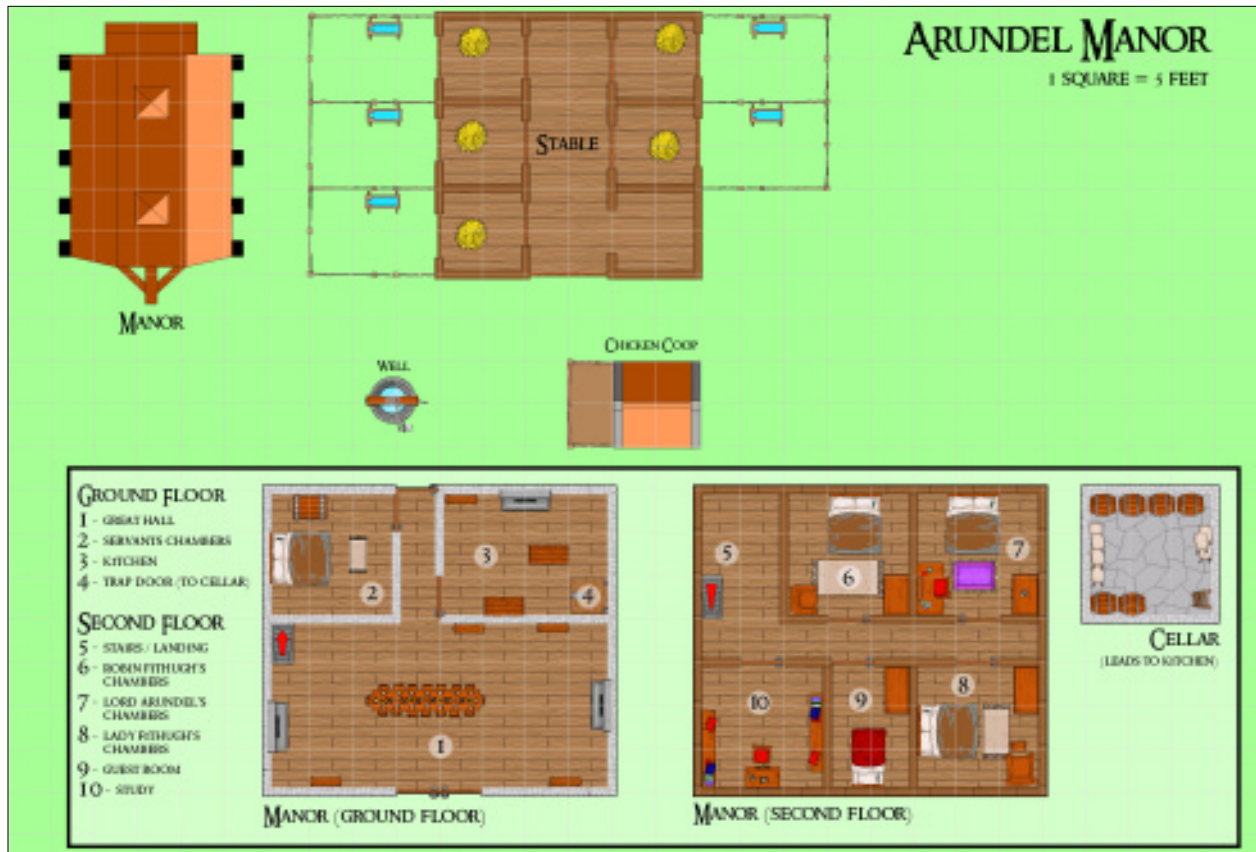 ARUNDEL MANOR
1 SQUARE = 5 FEET
STABLE
MANOR
CHICKEN COOP
WELL
GROUND FLOOR
1 - GREAT HALL
2 - SERVANTS CHAMBERS
3 - KITCHEN
4 - TRAP DOOR (TO CELLAR)
SECOND FLOOR
5 - STAIRS / LANDING
6 - ROBIN FITHUGH'S
CHAMBERS
7 - LORD ARUNDEL'S
CHAMBERS
8 - LADY FITHUGH'S
CHAMBERS
9 - GUEST ROOM
10 - STUDY
2
3
4
1
MANOR (GROUND FLOOR)
5
6
7
10
9
8
MANOR (SECOND FLOOR)
CELLAR
(LEADS TO KITCHEN)